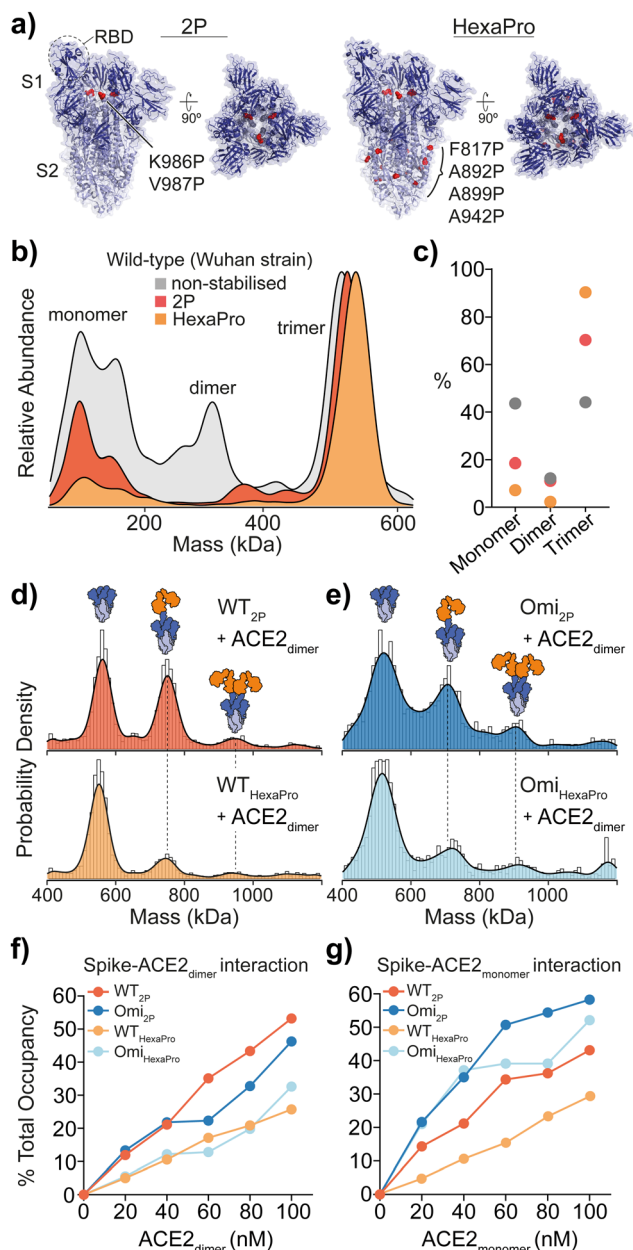 a)
RBD
2P
HexaPro
S1
S2
90º
90º
K986P
V987P
F817P
A892P
A899P
A942P
b)
Wild-type (Wuhan strain)
non-stabilised
2P
HexaPro
monomer
dimer
trimer
Relative Abundance
200
400
600
Mass (kDa)
c)
100
80
60
40
20
0
%
Monomer
Dimer
Trimer
d)
WT2P
+ ACE2dimer
WTHexaPro
+ ACE2dimer
Probability Density
400
600
800
1000
Mass (kDa)
e)
Omi2P
+ ACE2dimer
OmiHexaPro
+ ACE2dimer
400
600
800
1000
Mass (kDa)
f)
Spike-ACE2dimer interaction
WT2P
Omi2P
WTHexaPro
OmiHexaPro
% Total Occupancy
60
50
40
30
20
10
0
0
20
40
60
80
100
ACE2dimer (nM)
g)
Spike-ACE2monomer interaction
WT2P
Omi2P
WTHexaPro
OmiHexaPro
60
50
40
30
20
10
0
0
20
40
60
80
100
ACE2monomer (nM)